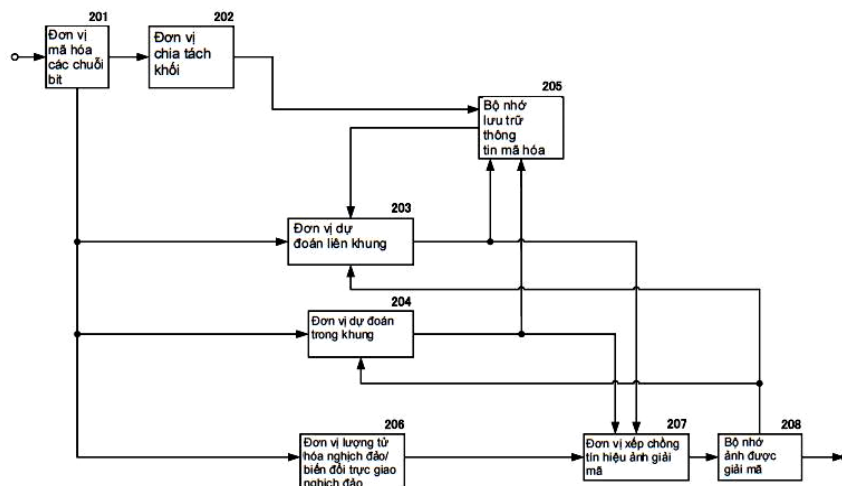 201
Đơn vị
mã hóa
các chuỗi
bit
202
Đơn vị
chia tách
khối
205
Bộ nhớ
lưu trữ
thông
tin mã hóa
203
Đơn vị dự
đoán liên khung
204
Đơn vị dự đoán
trong khung
206
Đơn vị lượng tử
hóa nghịch đảo/
biến đổi trực giao
nghịch đảo
207
Đơn vị xếp chồng
tín hiệu ảnh giải
mã
208
Bộ nhớ
ảnh được
giải mã